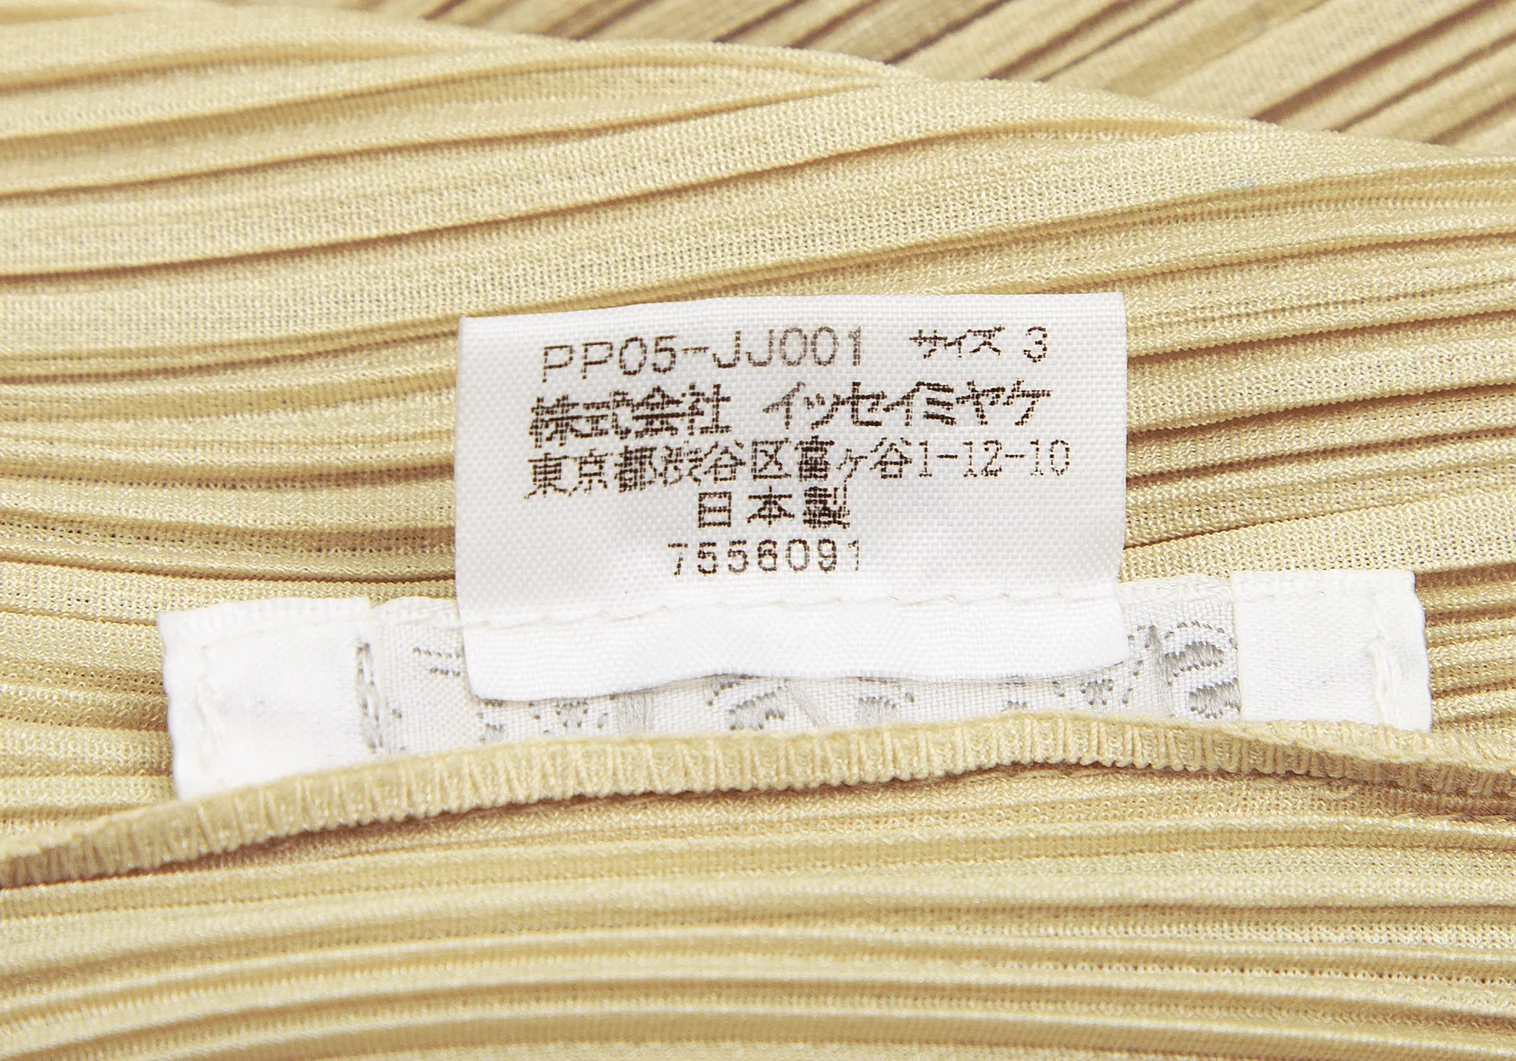 PP05-JJ001 サイズ 3
株式会社 イッセイミヤケ
東京都渋谷区富ヶ谷1-12-10
日本製
7556091